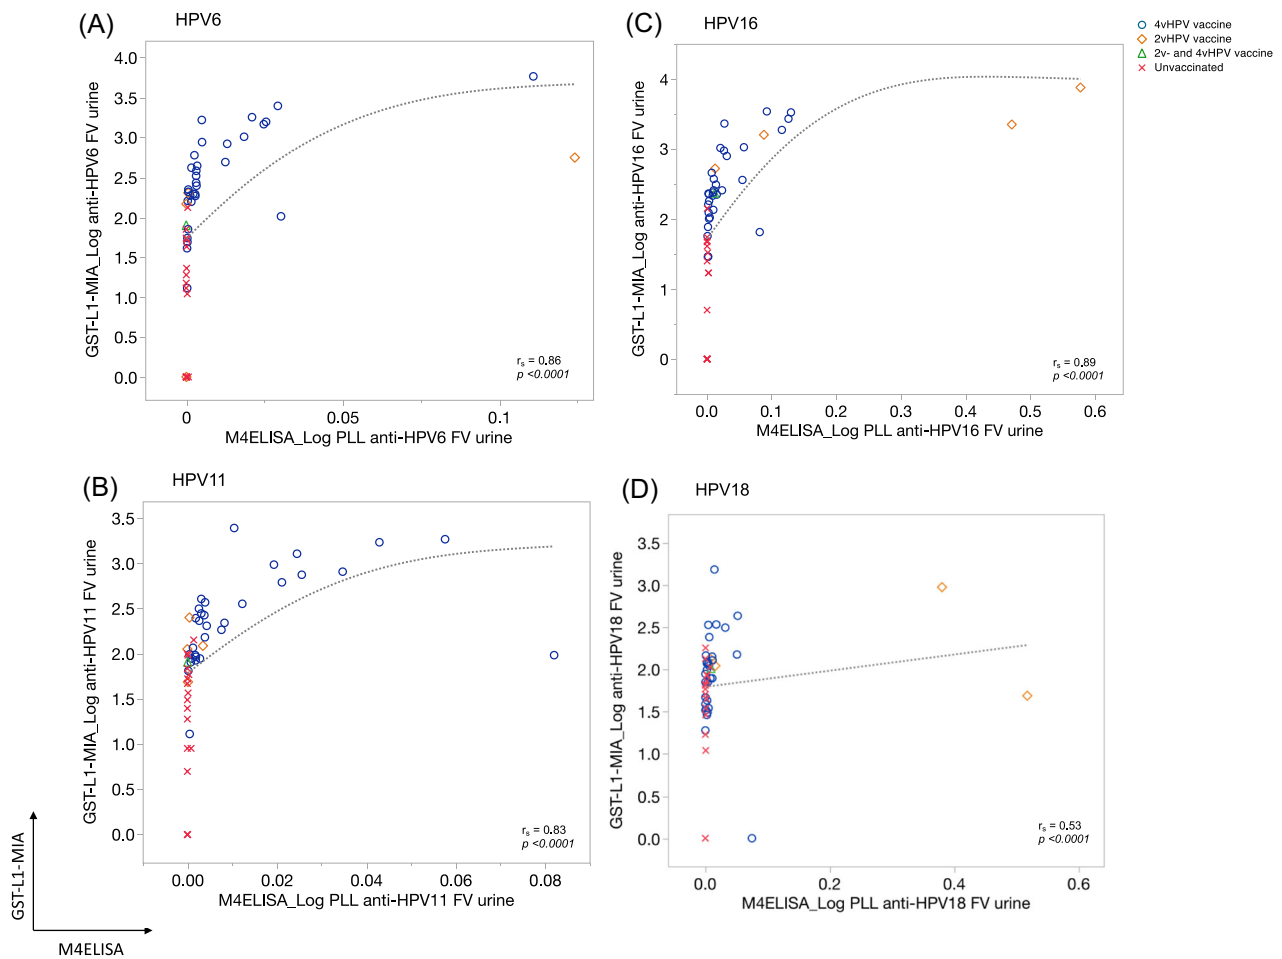 (A) HPV6
GST-L1-MIA_Log anti-HPV6 FV urine
4.0
3.5
3.0
2.5
2.0
1.5
1.0
0.5
0.0
rs = 0.86
p <0.0001
0 0.05 0.1
M4ELISA_Log PLL anti-HPV6 FV urine
(C) HPV16
GST-L1-MIA_Log anti-HPV16 FV urine
4
3
2
1
0
rs = 0.89
p <0.0001
0.0 0.1 0.2 0.3 0.4 0.5 0.6
M4ELISA_Log PLL anti-HPV16 FV urine
4vHPV vaccine
2vHPV vaccine
2v- and 4vHPV vaccine
Unvaccinated
(B) HPV11
GST-L1-MIA_Log anti-HPV11 FV urine
3.5
3.0
2.5
2.0
1.5
1.0
0.5
0.0
rs = 0.83
p <0.0001
0.00 0.02 0.04 0.06 0.08
M4ELISA_Log PLL anti-HPV11 FV urine
(D) HPV18
GST-L1-MIA_Log anti-HPV18 FV urine
3.5
3.0
2.5
2.0
1.5
1.0
0.5
0.0
rs = 0.53
p <0.0001
0.0 0.2 0.4 0.6
M4ELISA_Log PLL anti-HPV18 FV urine
GST-L1-MIA
M4ELISA